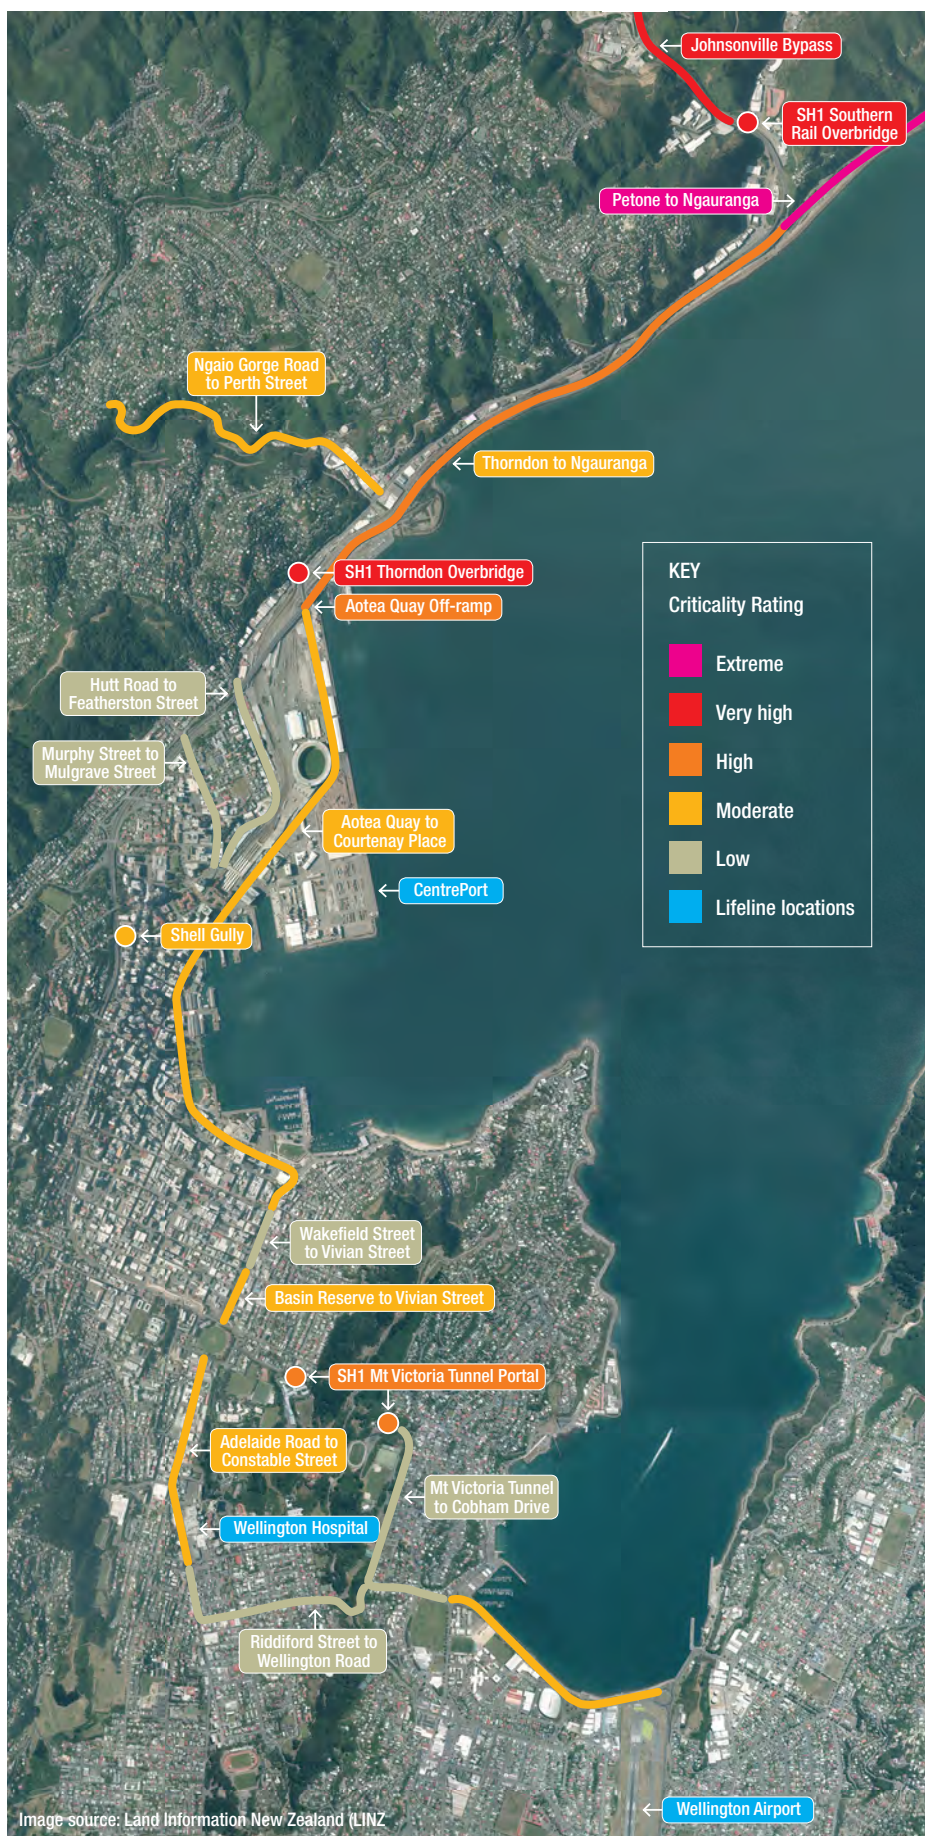 Johnsonville Bypass
SH1 Southern
Rail Overbridge
Petone to Ngauranga
Ngaio Gorge Road
to Perth Street
Thorndon to Ngauranga
KEY
Criticality Rating
Extreme
Very high
High
Moderate
Low
Lifeline locations
SH1 Thorndon Overbridge
Aotea Quay Off-ramp
Hutt Road to
Featherston Street
Murphy Street to
Mulgrave Street
Aotea Quay to
Courtenay Place
CentrePort
Shell Gully
Wakefield Street
to Vivian Street
Basin Reserve to Vivian Street
SH1 Mt Victoria Tunnel Portal
Adelaide Road to
Constable Street
Mt Victoria Tunnel
to Cobham Drive
Wellington Hospital
Riddiford Street to
Wellington Road
Wellington Airport
Image source: Land Information New Zealand (LINZ